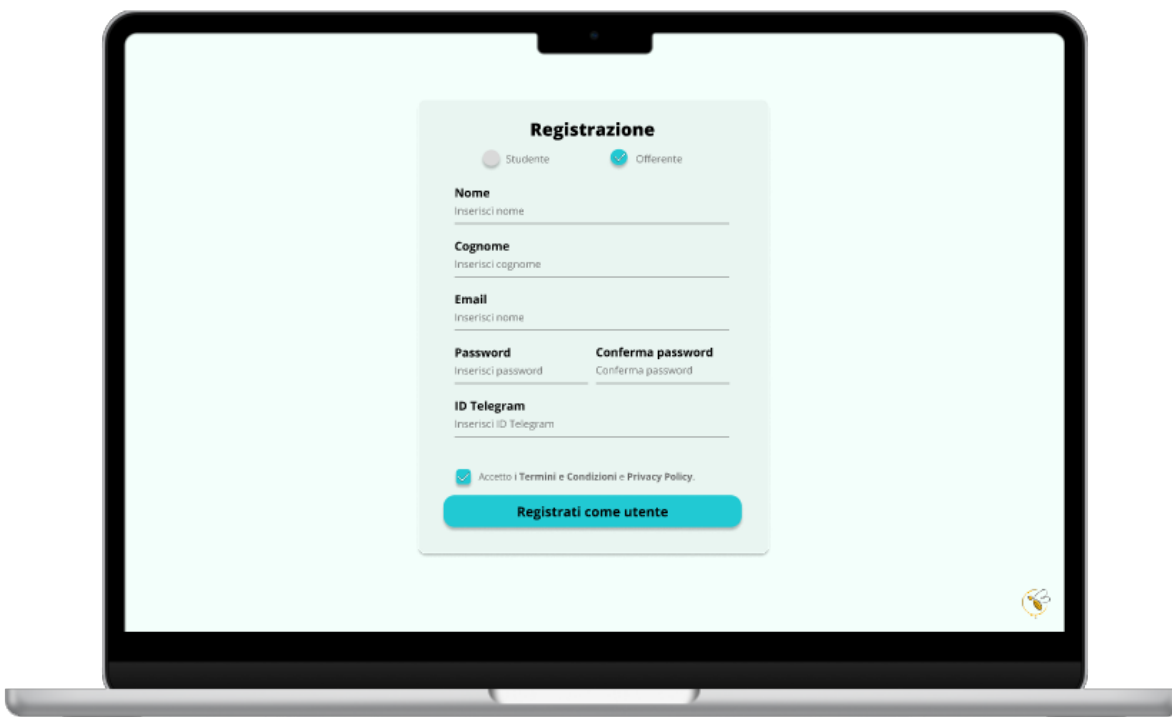 Registrazione
Studente Offerente
Nome
Inserisci nome
Cognome
Inserisci cognome
Email
Inserisci nome
Password Conferma password
Inserisci password Conferma password
ID Telegram
Inserisci ID Telegram
Accetto i Termini e Condizioni e Privacy Policy.
Registrati come utente